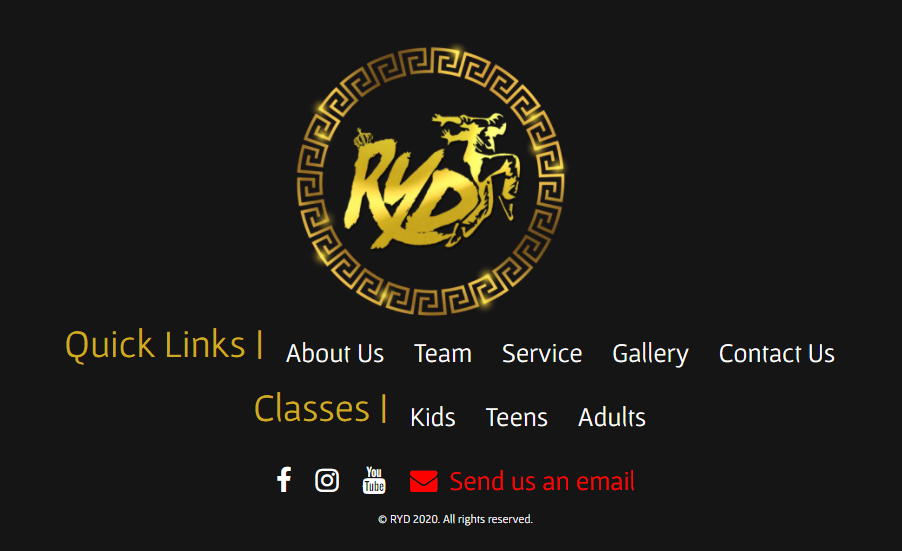 RYD
Quick Links | About Us Team Service Gallery Contact Us
Classes | Kids Teens Adults
You Tube Send us an email
© RYD 2020. All rights reserved.